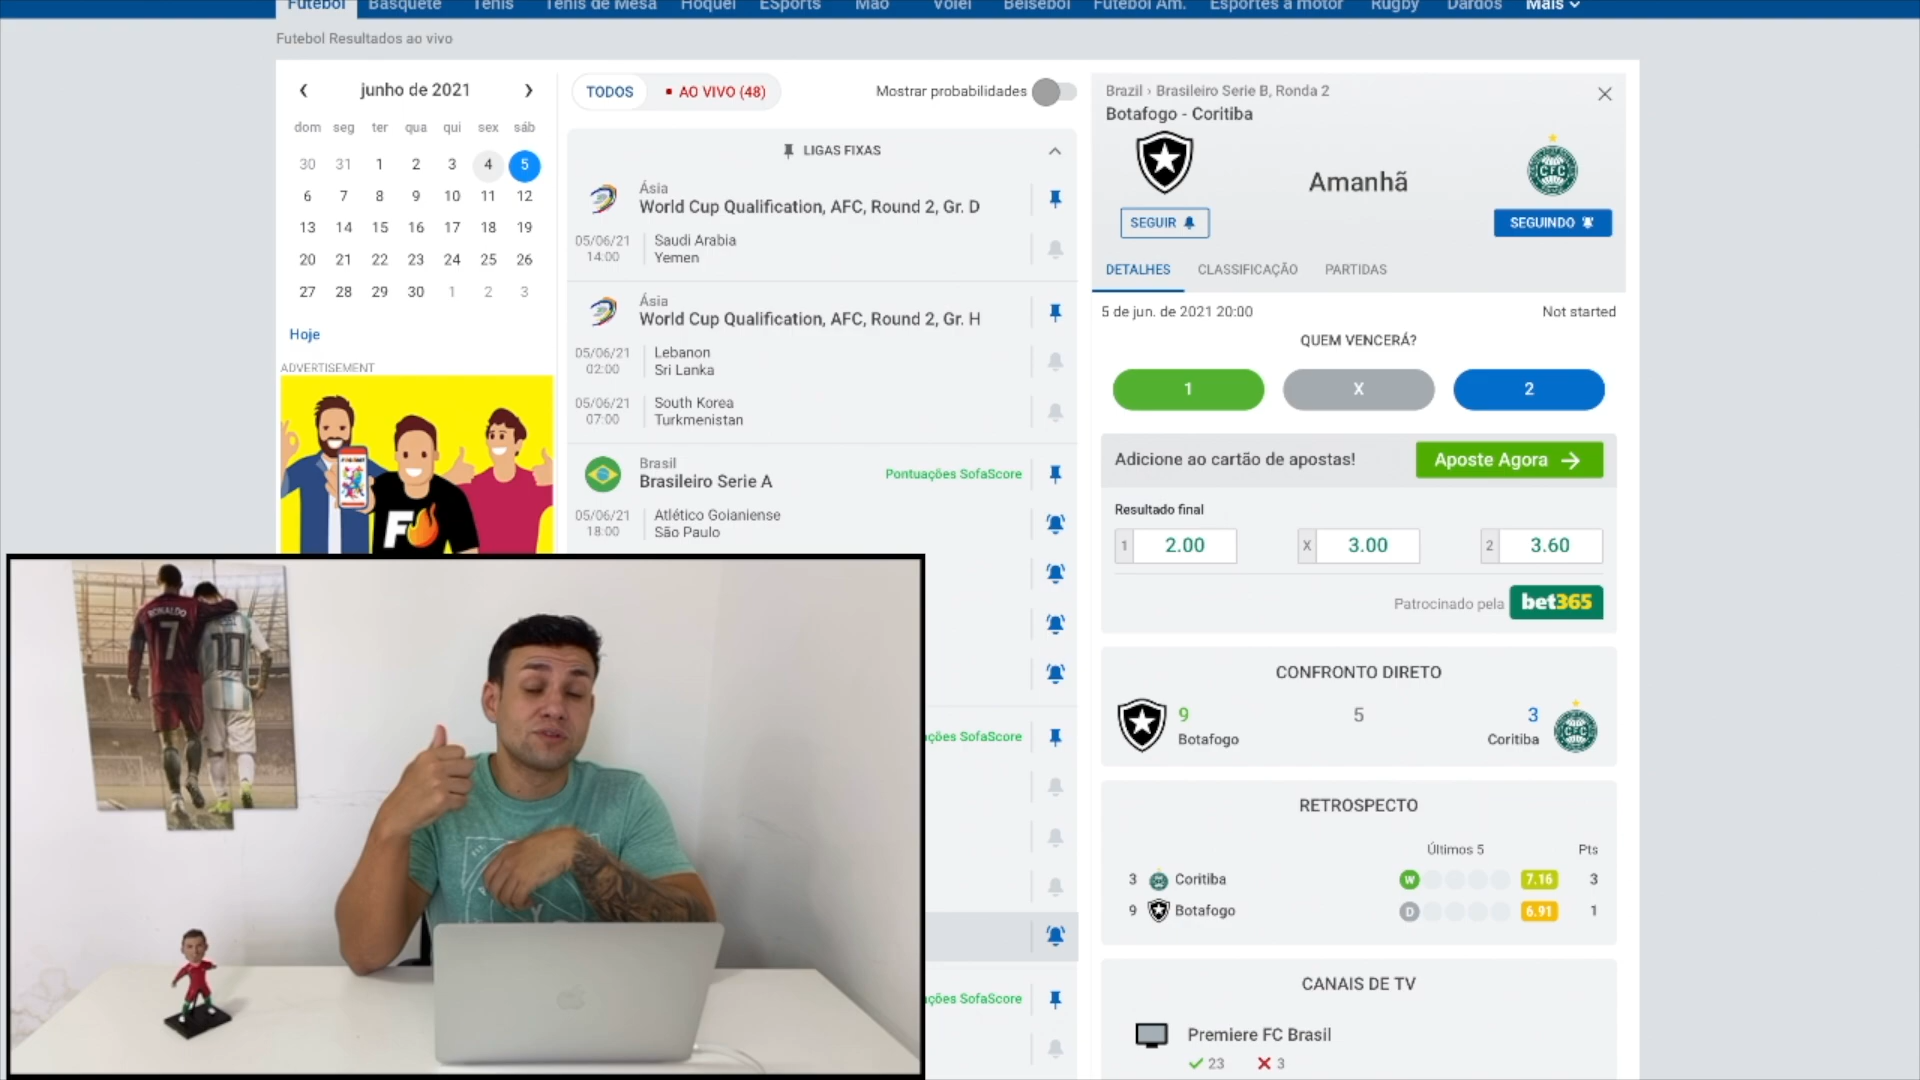 Futebol Basquete Tênis Tênis de Mesa Hóquei ESports Mão Vôlei Beisebol Futebol Am. Esportes a motor Rugby Dardos Mais
Futebol Resultados ao vivo
junho de 2021
dom seg ter qua qui sex sáb
30 31 1 2 3 4 5
6 7 8 9 10 11 12
13 14 15 16 17 18 19
20 21 22 23 24 25 26
27 28 29 30 1 2 3
Hoje
ADVERTISEMENT
F
RONALDO
7
10
TODOS
AO VIVO (48)
Mostrar probabilidades
LIGAS FIXAS
Ásia
World Cup Qualification, AFC, Round 2, Gr. D
05/06/21 Saudi Arabia
14:00 Yemen
Ásia
World Cup Qualification, AFC, Round 2, Gr. H
05/06/21 Lebanon
02:00 Sri Lanka
05/06/21 South Korea
07:00 Turkmenistan
Brasil
Brasileiro Serie A
Pontuações SofaScore
05/06/21 Atlético Goianiense
18:00 São Paulo
ções SofaScore
ções SofaScore
Brazil › Brasileiro Serie B, Ronda 2
Botafogo - Coritiba
Amanhã
CFC
SEGUIR
SEGUINDO
DETALHES CLASSIFICAÇÃO PARTIDAS
5 de jun. de 2021 20:00
Not started
QUEM VENCERÁ?
1 X 2
Adicione ao cartão de apostas!
Aposte Agora
Resultado final
1 2.00
X 3.00
2 3.60
Patrocinado pela bet365
CONFRONTO DIRETO
9 5 3
Botafogo Coritiba
CFC
RETROSPECTO
Últimos 5 Pts
3 Coritiba W 7.16 3
9 Botafogo D 6.91 1
CANAIS DE TV
Premiere FC Brasil
23 3